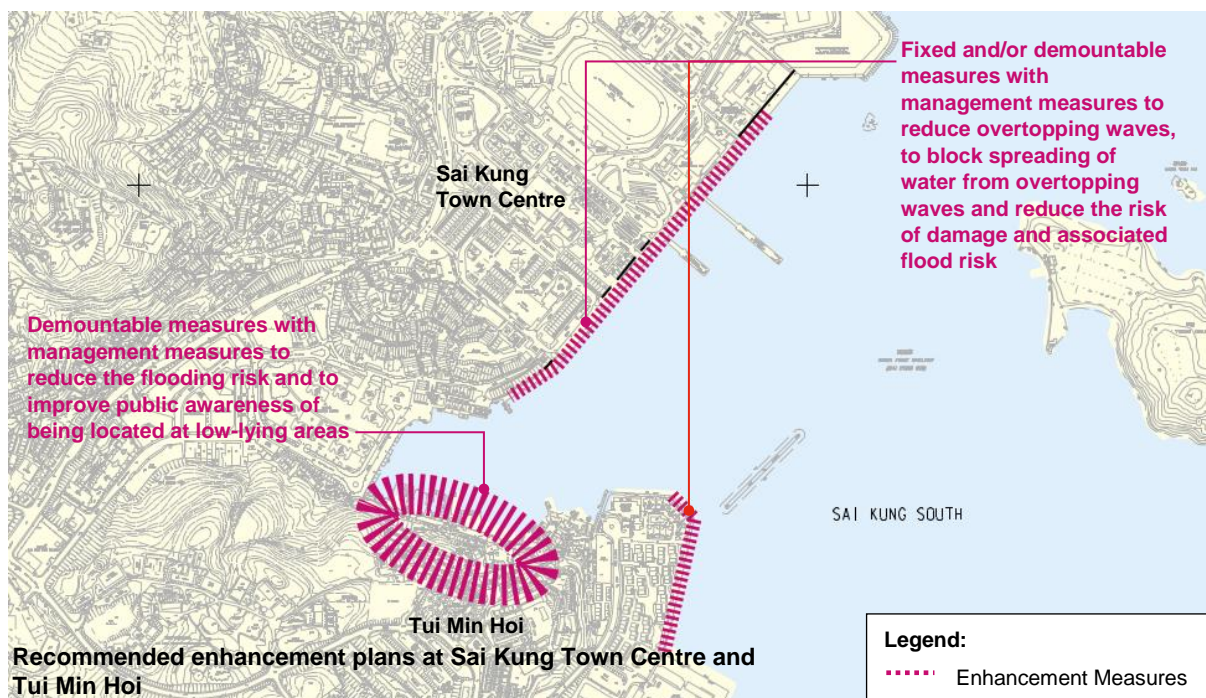 Fixed and/or demountable
measures with
management measures to
reduce overtopping waves,
to block spreading of
water from overtopping
waves and reduce the risk
of damage and associated
flood risk
Sai Kung
Town Centre
Demountable measures with
management measures to
reduce the flooding risk and to
improve public awareness of
being located at low-lying areas
SAI KUNG SOUTH
Tui Min Hoi
Recommended enhancement plans at Sai Kung Town Centre and
Tui Min Hoi
Legend:
Enhancement Measures